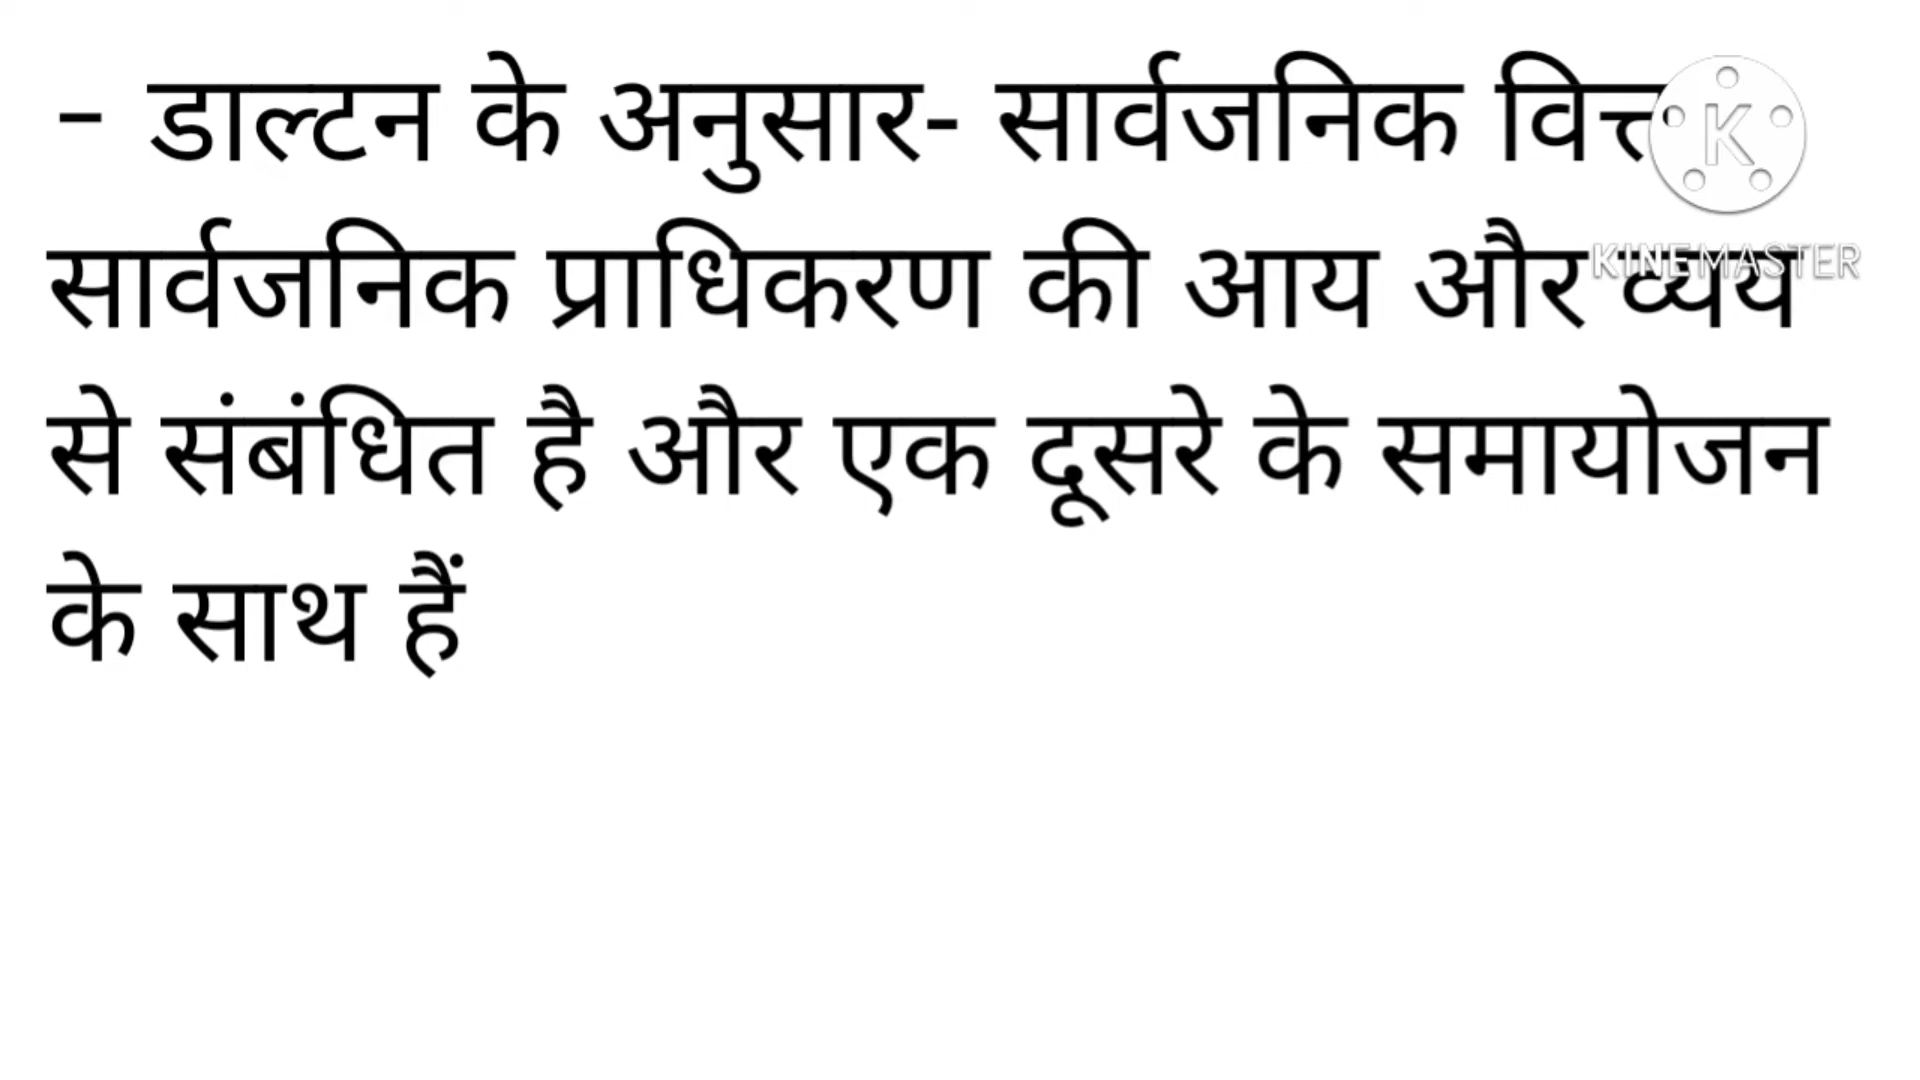 - डाल्टन के अनुसार- सार्वजनिक वित्त
सार्वजनिक प्राधिकरण की आय और व्यय
से संबंधित है और एक दूसरे के समायोजन
के साथ हैं
K
KINEMASTER